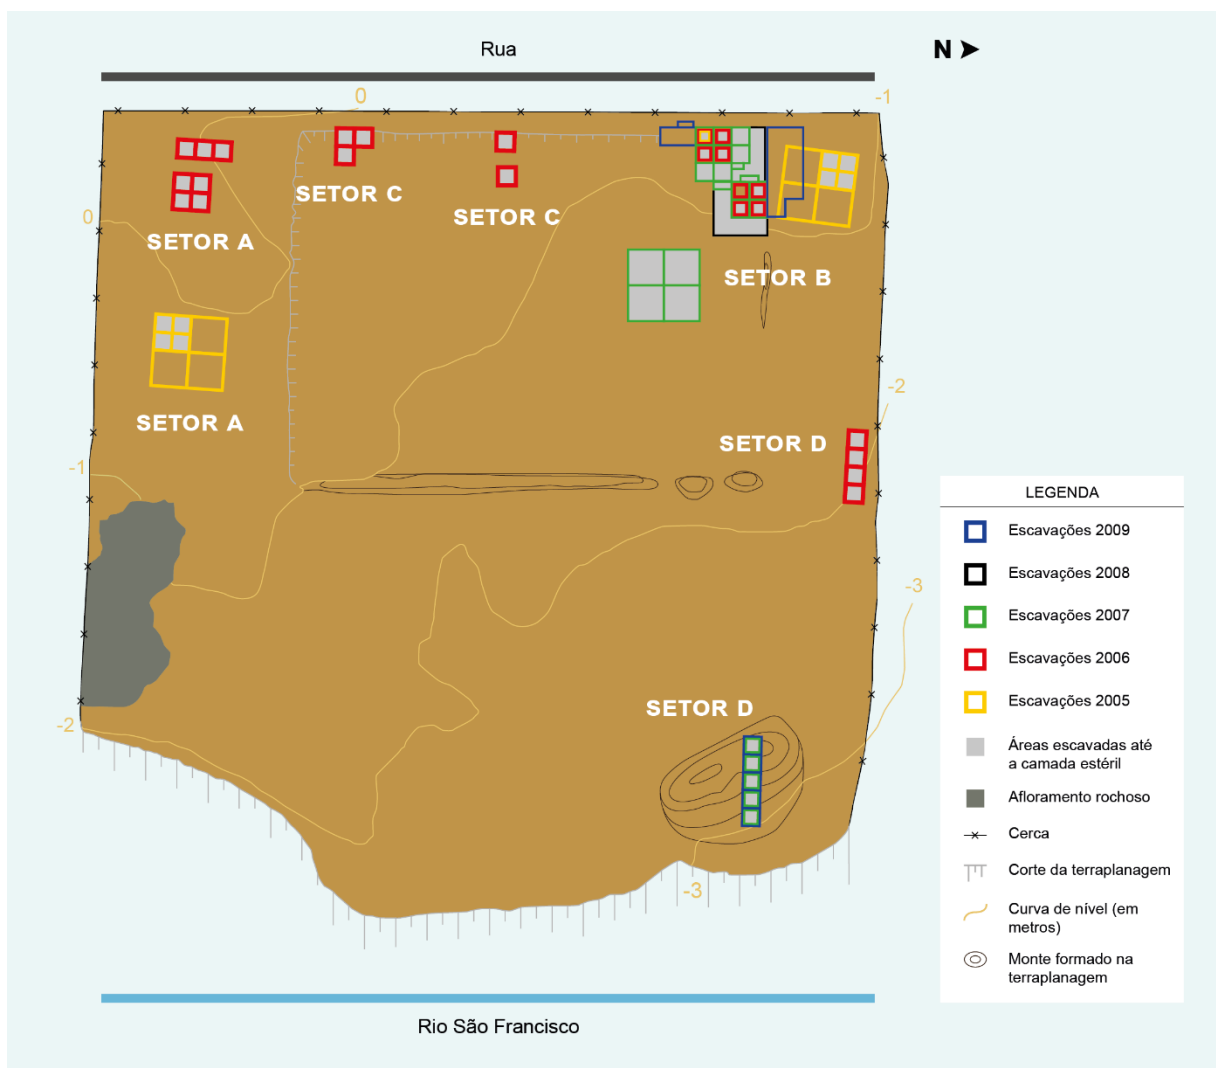 Rua
N
0
-1
SETOR C
0
SETOR C
SETOR A
SETOR B
-2
SETOR A
SETOR D
-1
LEGENDA
Escavações 2009
Escavações 2008
-3
Escavações 2007
Escavações 2006
Escavações 2005
SETOR D
-2
Áreas escavadas até
a camada estéril
Afloramento rochoso
Cerca
Corte da terraplanagem
-3
Curva de nível (em
metros)
Monte formado na
terraplanagem
Rio São Francisco